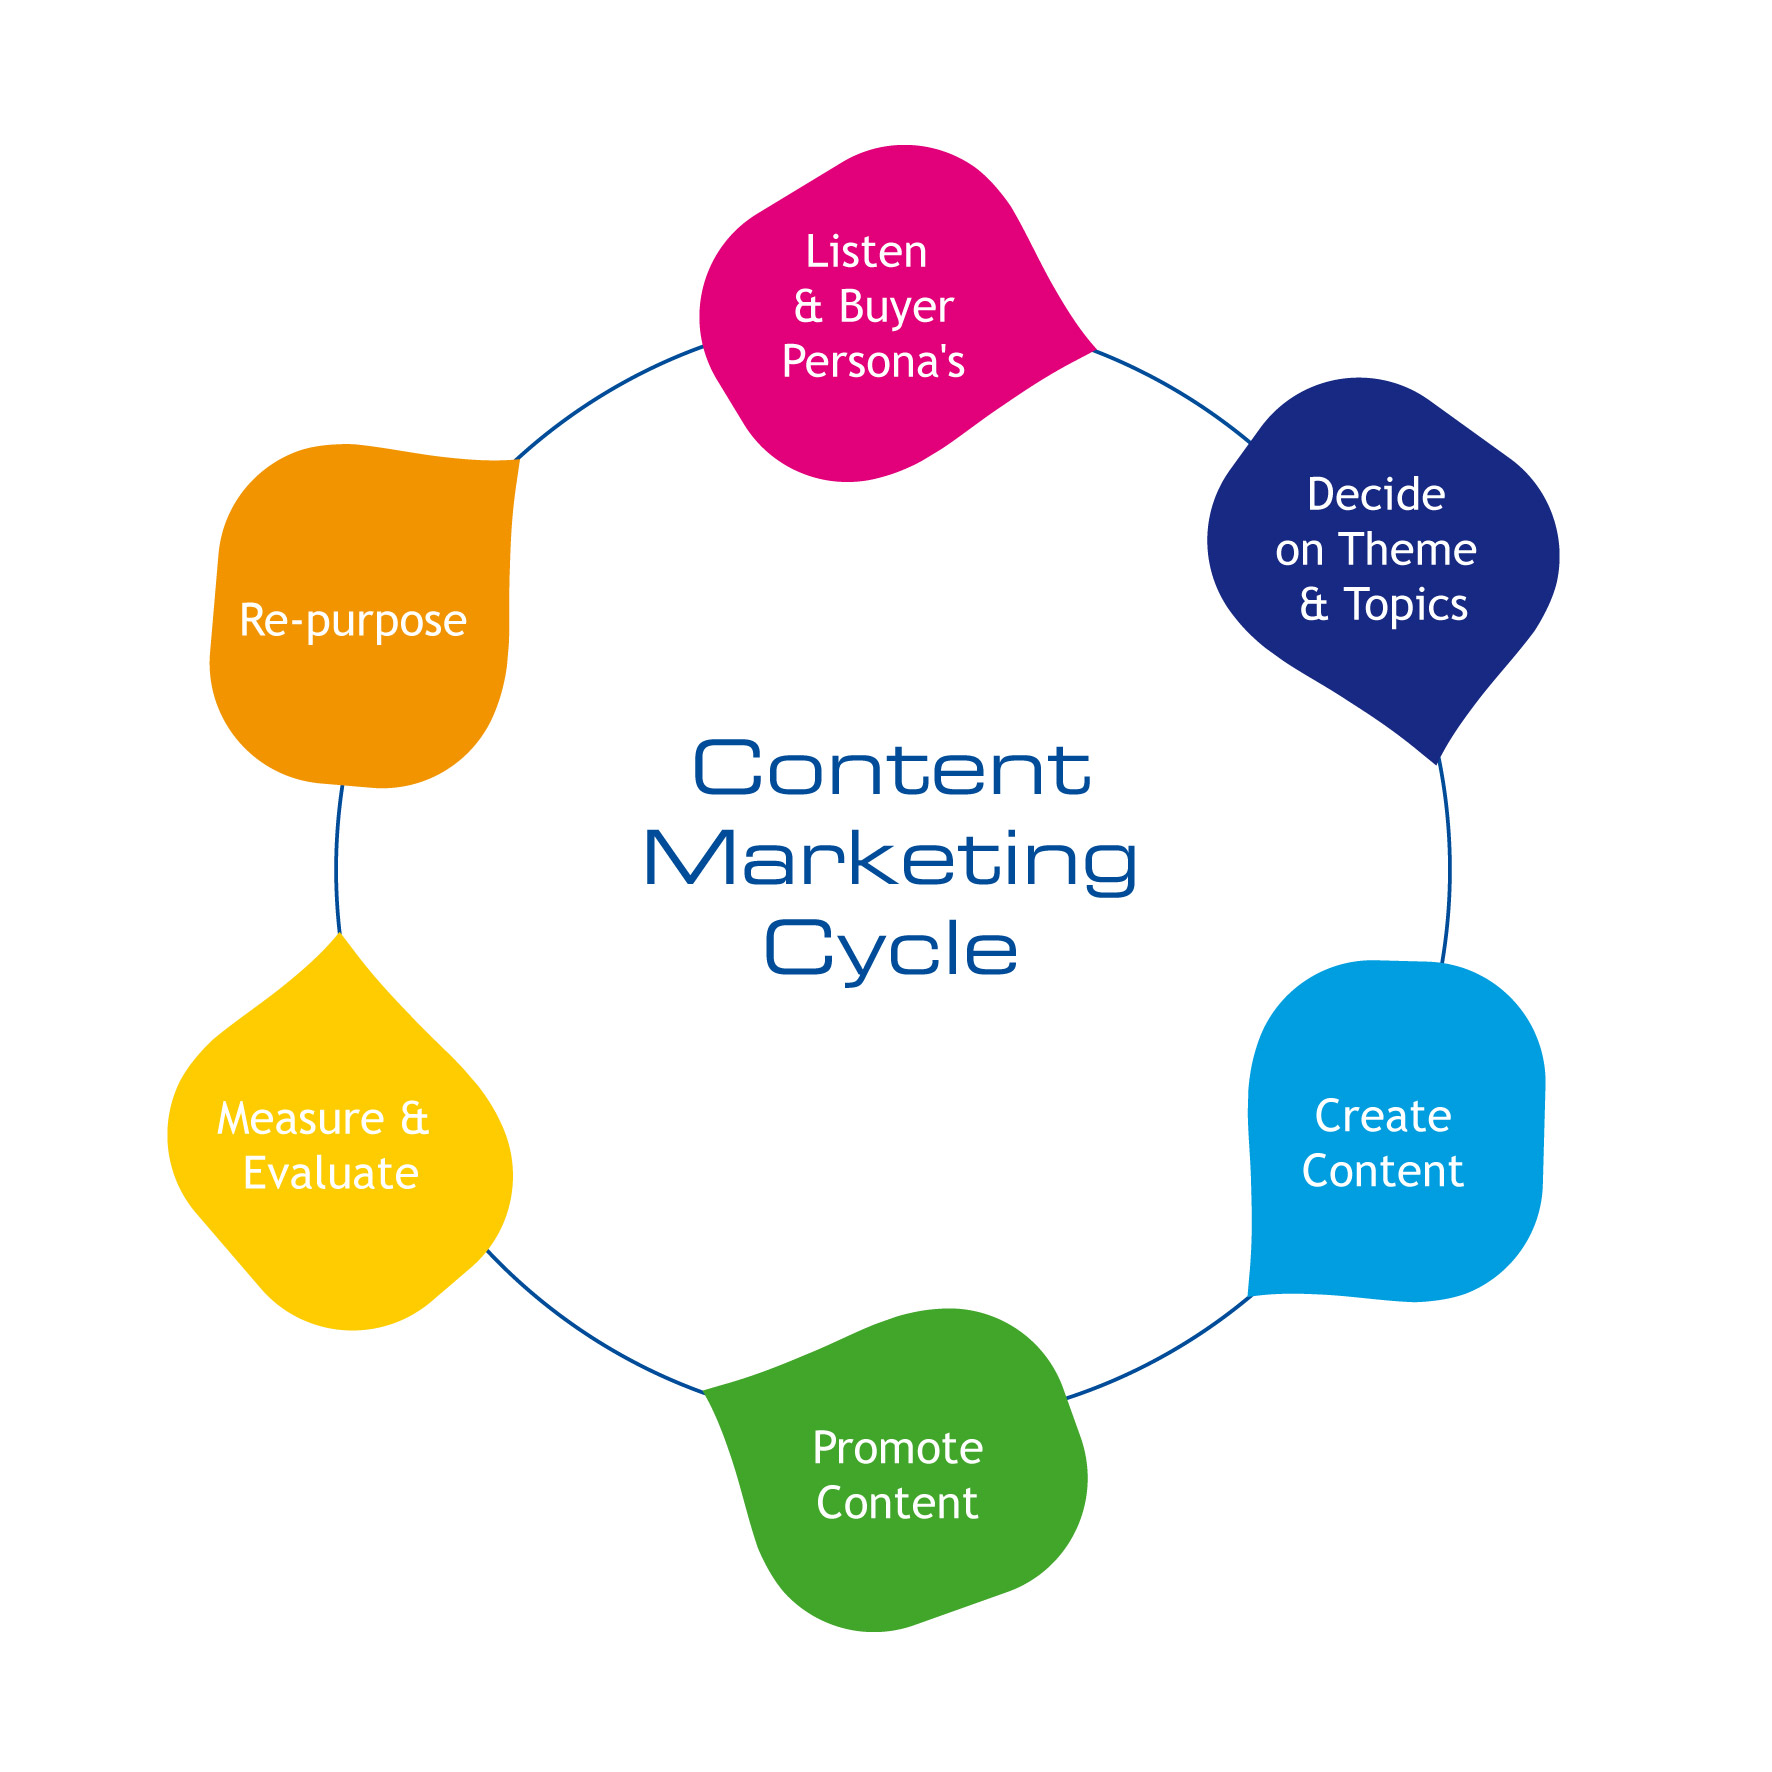 Listen
& Buyer
Persona's
Decide
on Theme
& Topics
Create
Content
Promote
Content
Measure &
Evaluate
Re-purpose
Content
Marketing
Cycle